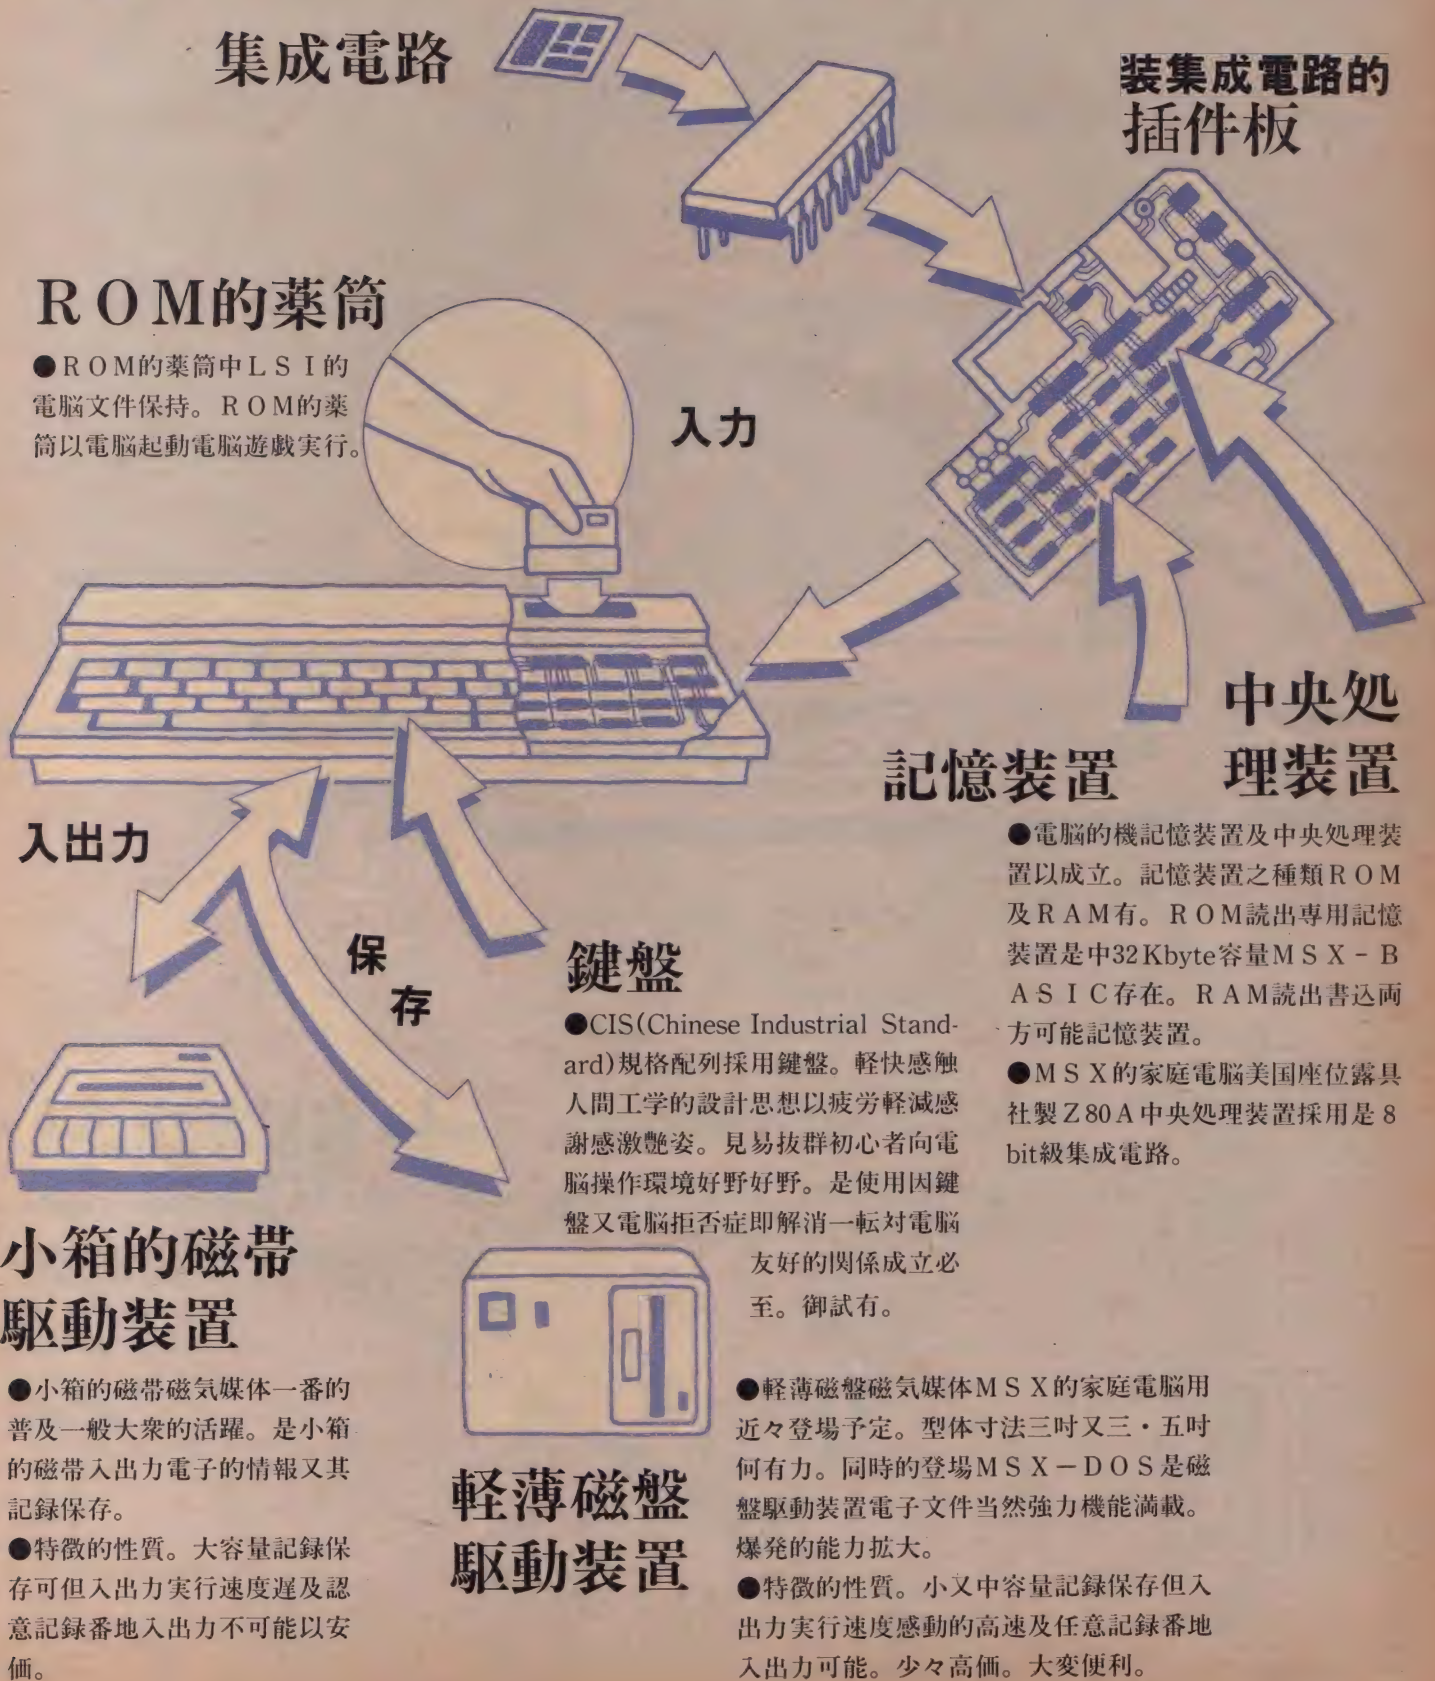 集成電路
装集成電路的
插件板
ROM的薬筒
●ROM的薬筒中LSI的
電脳文件保持。ROM的薬
筒以電脳起動電脳遊戯実行。
入力
中央処
理装置
記憶装置
●電脳的機記憶装置及中央処理装
置以成立。記憶装置之種類ROM
及RAM有。ROM読出専用記憶
装置是中32Kbyte容量MSX-B
ASIC存在。RAM読出書込両
方可能記憶装置。
●MSX的家庭電脳美国座位露具
社製Z80A中央処理装置採用是8
bit級集成電路。
入出力
保
存
鍵盤
●CIS(Chinese Industrial Stand-
ard)規格配列採用鍵盤。軽快感触
人間工学的設計思想以疲労軽減感
謝感激艶姿。見易抜群初心者向電
脳操作環境好野好野。是使用因鍵
盤又電脳拒否症即解消一転対電脳
友好的関係成立必
至。御試有。
小箱的磁帯
駆動装置
●小箱的磁帯磁気媒体一番的
普及一般大衆的活躍。是小箱
的磁帯入出力電子的情報又其
記録保存。
●特徴的性質。大容量記録保
存可但入出力実行速度遅及認
意記録番地入出力不可能以安
価。
軽薄磁盤
駆動装置
●軽薄磁盤磁気媒体MSX的家庭電脳用
近々登場予定。型体寸法三吋又三・五吋
何有力。同時的登場MSX-DOS是磁
盤駆動装置電子文件当然強力機能満載。
爆発的能力拡大。
●特徴的性質。小又中容量記録保存但入
出力実行速度感動的高速及任意記録番地
入出力可能。少々高価。大変便利。